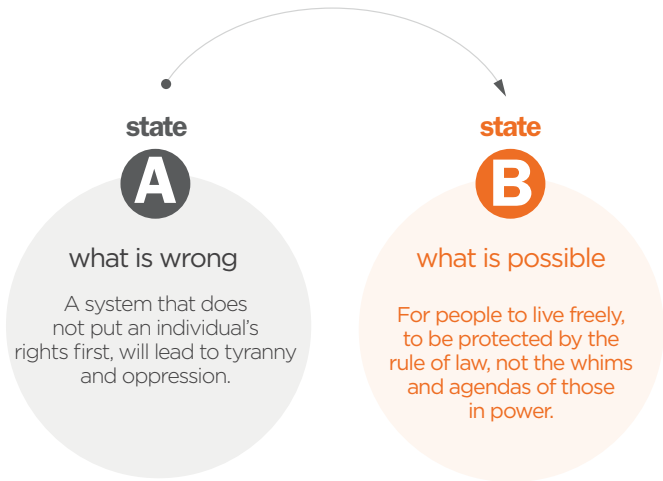 state
A
what is wrong
A system that does
not put an individual’s
rights first, will lead to tyranny
and oppression.
state
B
what is possible
For people to live freely,
to be protected by the
rule of law, not the whims
and agendas of those
in power.